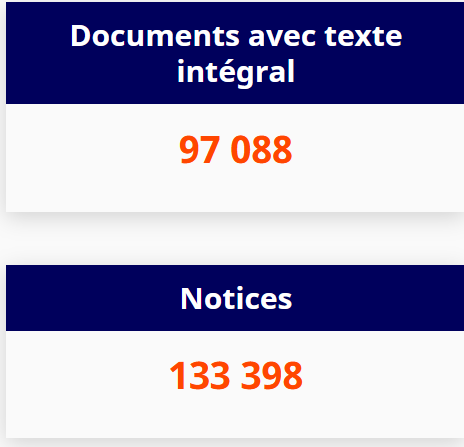 Documents avec texte
intégral
97 088
Notices
133 398